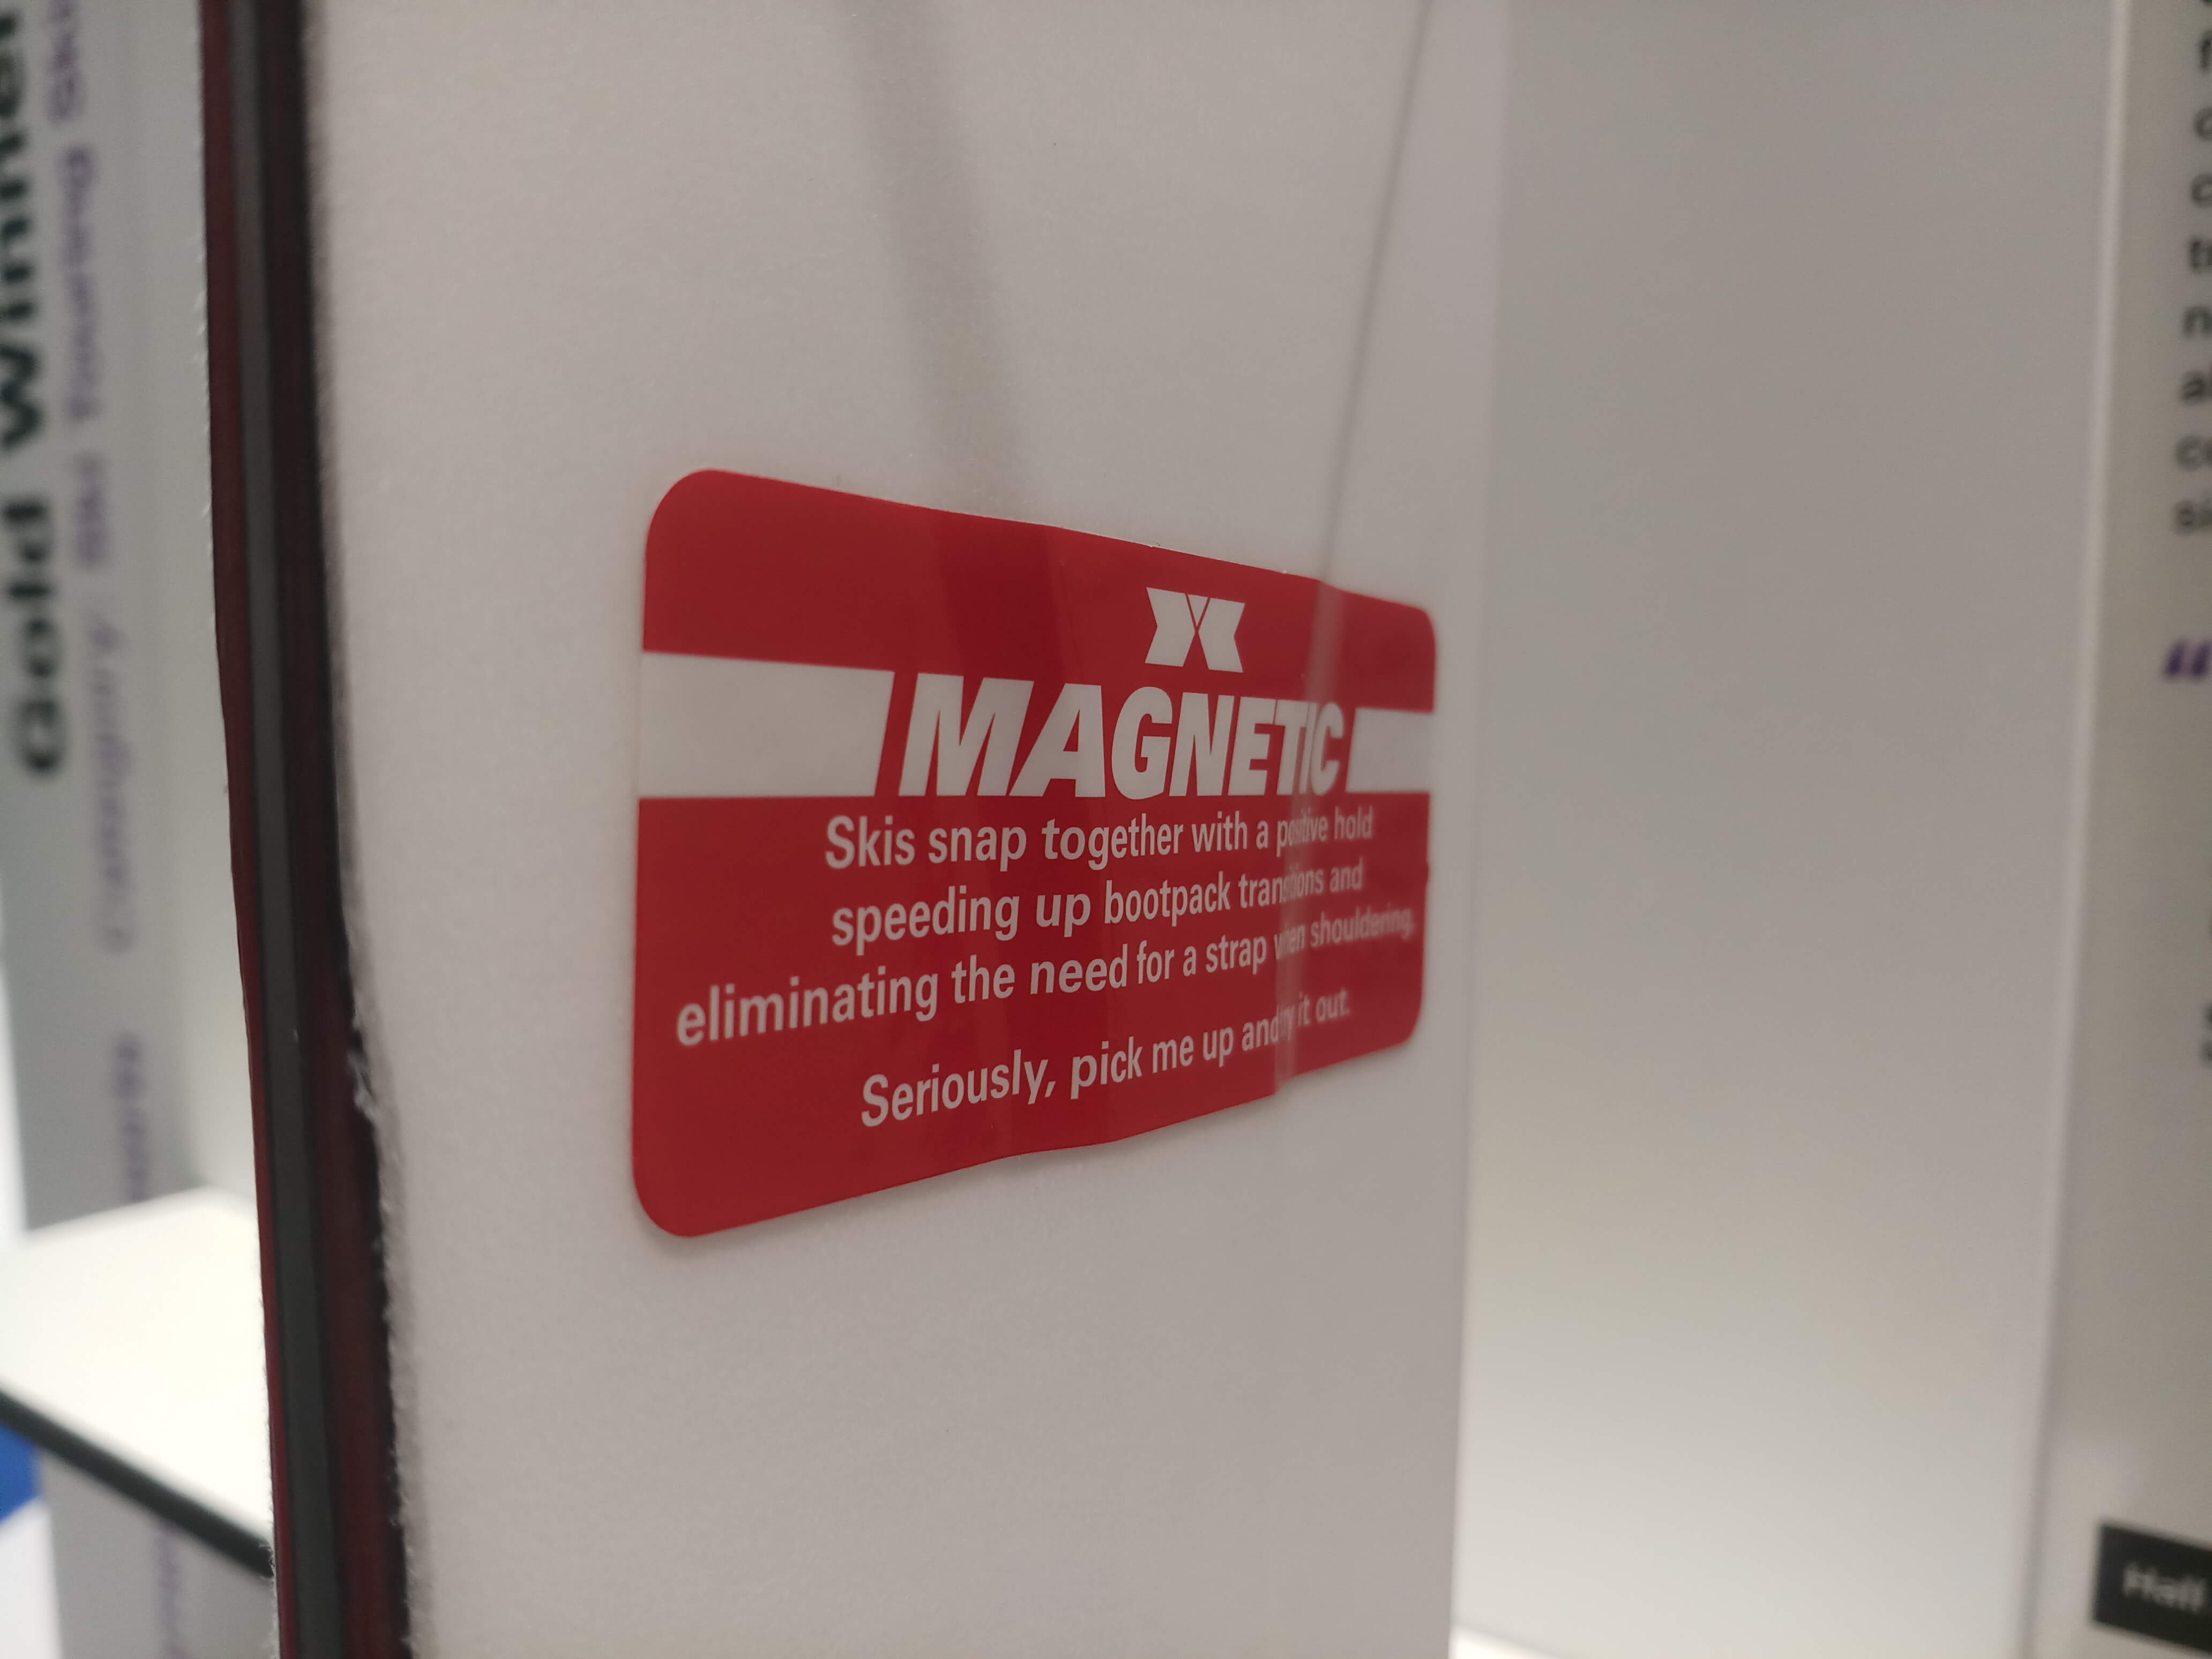 Gold Winner
MAGNETIC
Skis snap together with a positive hold
speeding up bootpack transitions and
eliminating the need for a strap when shouldering.
Seriously, pick me up and try it out.
Half